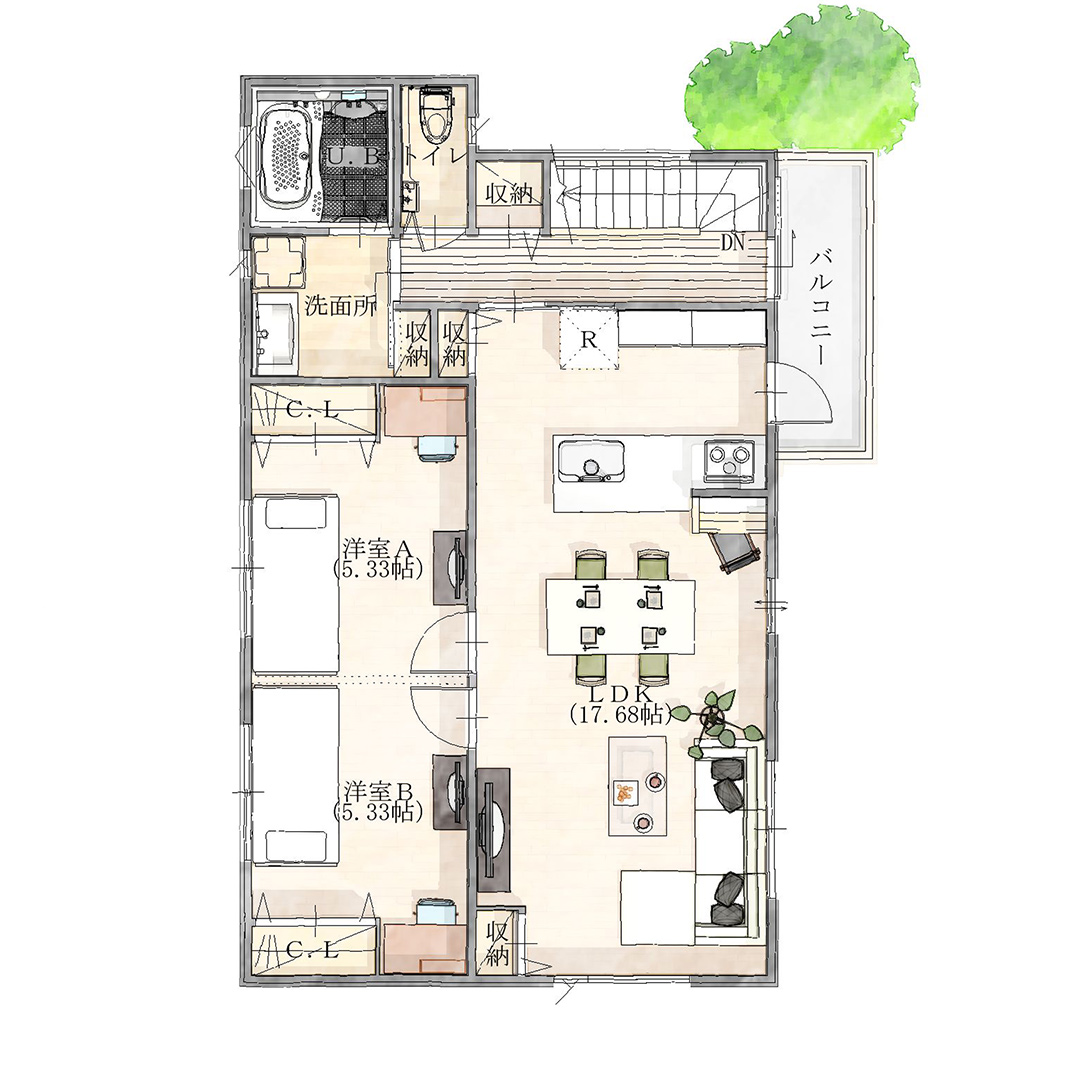 U.B
トイレ
収納
DN
バルコニー
洗面所
収納
収納
R
C.L
洋室A
(5.33帖)
LDK
(17.68帖)
洋室B
(5.33帖)
C.L
収納